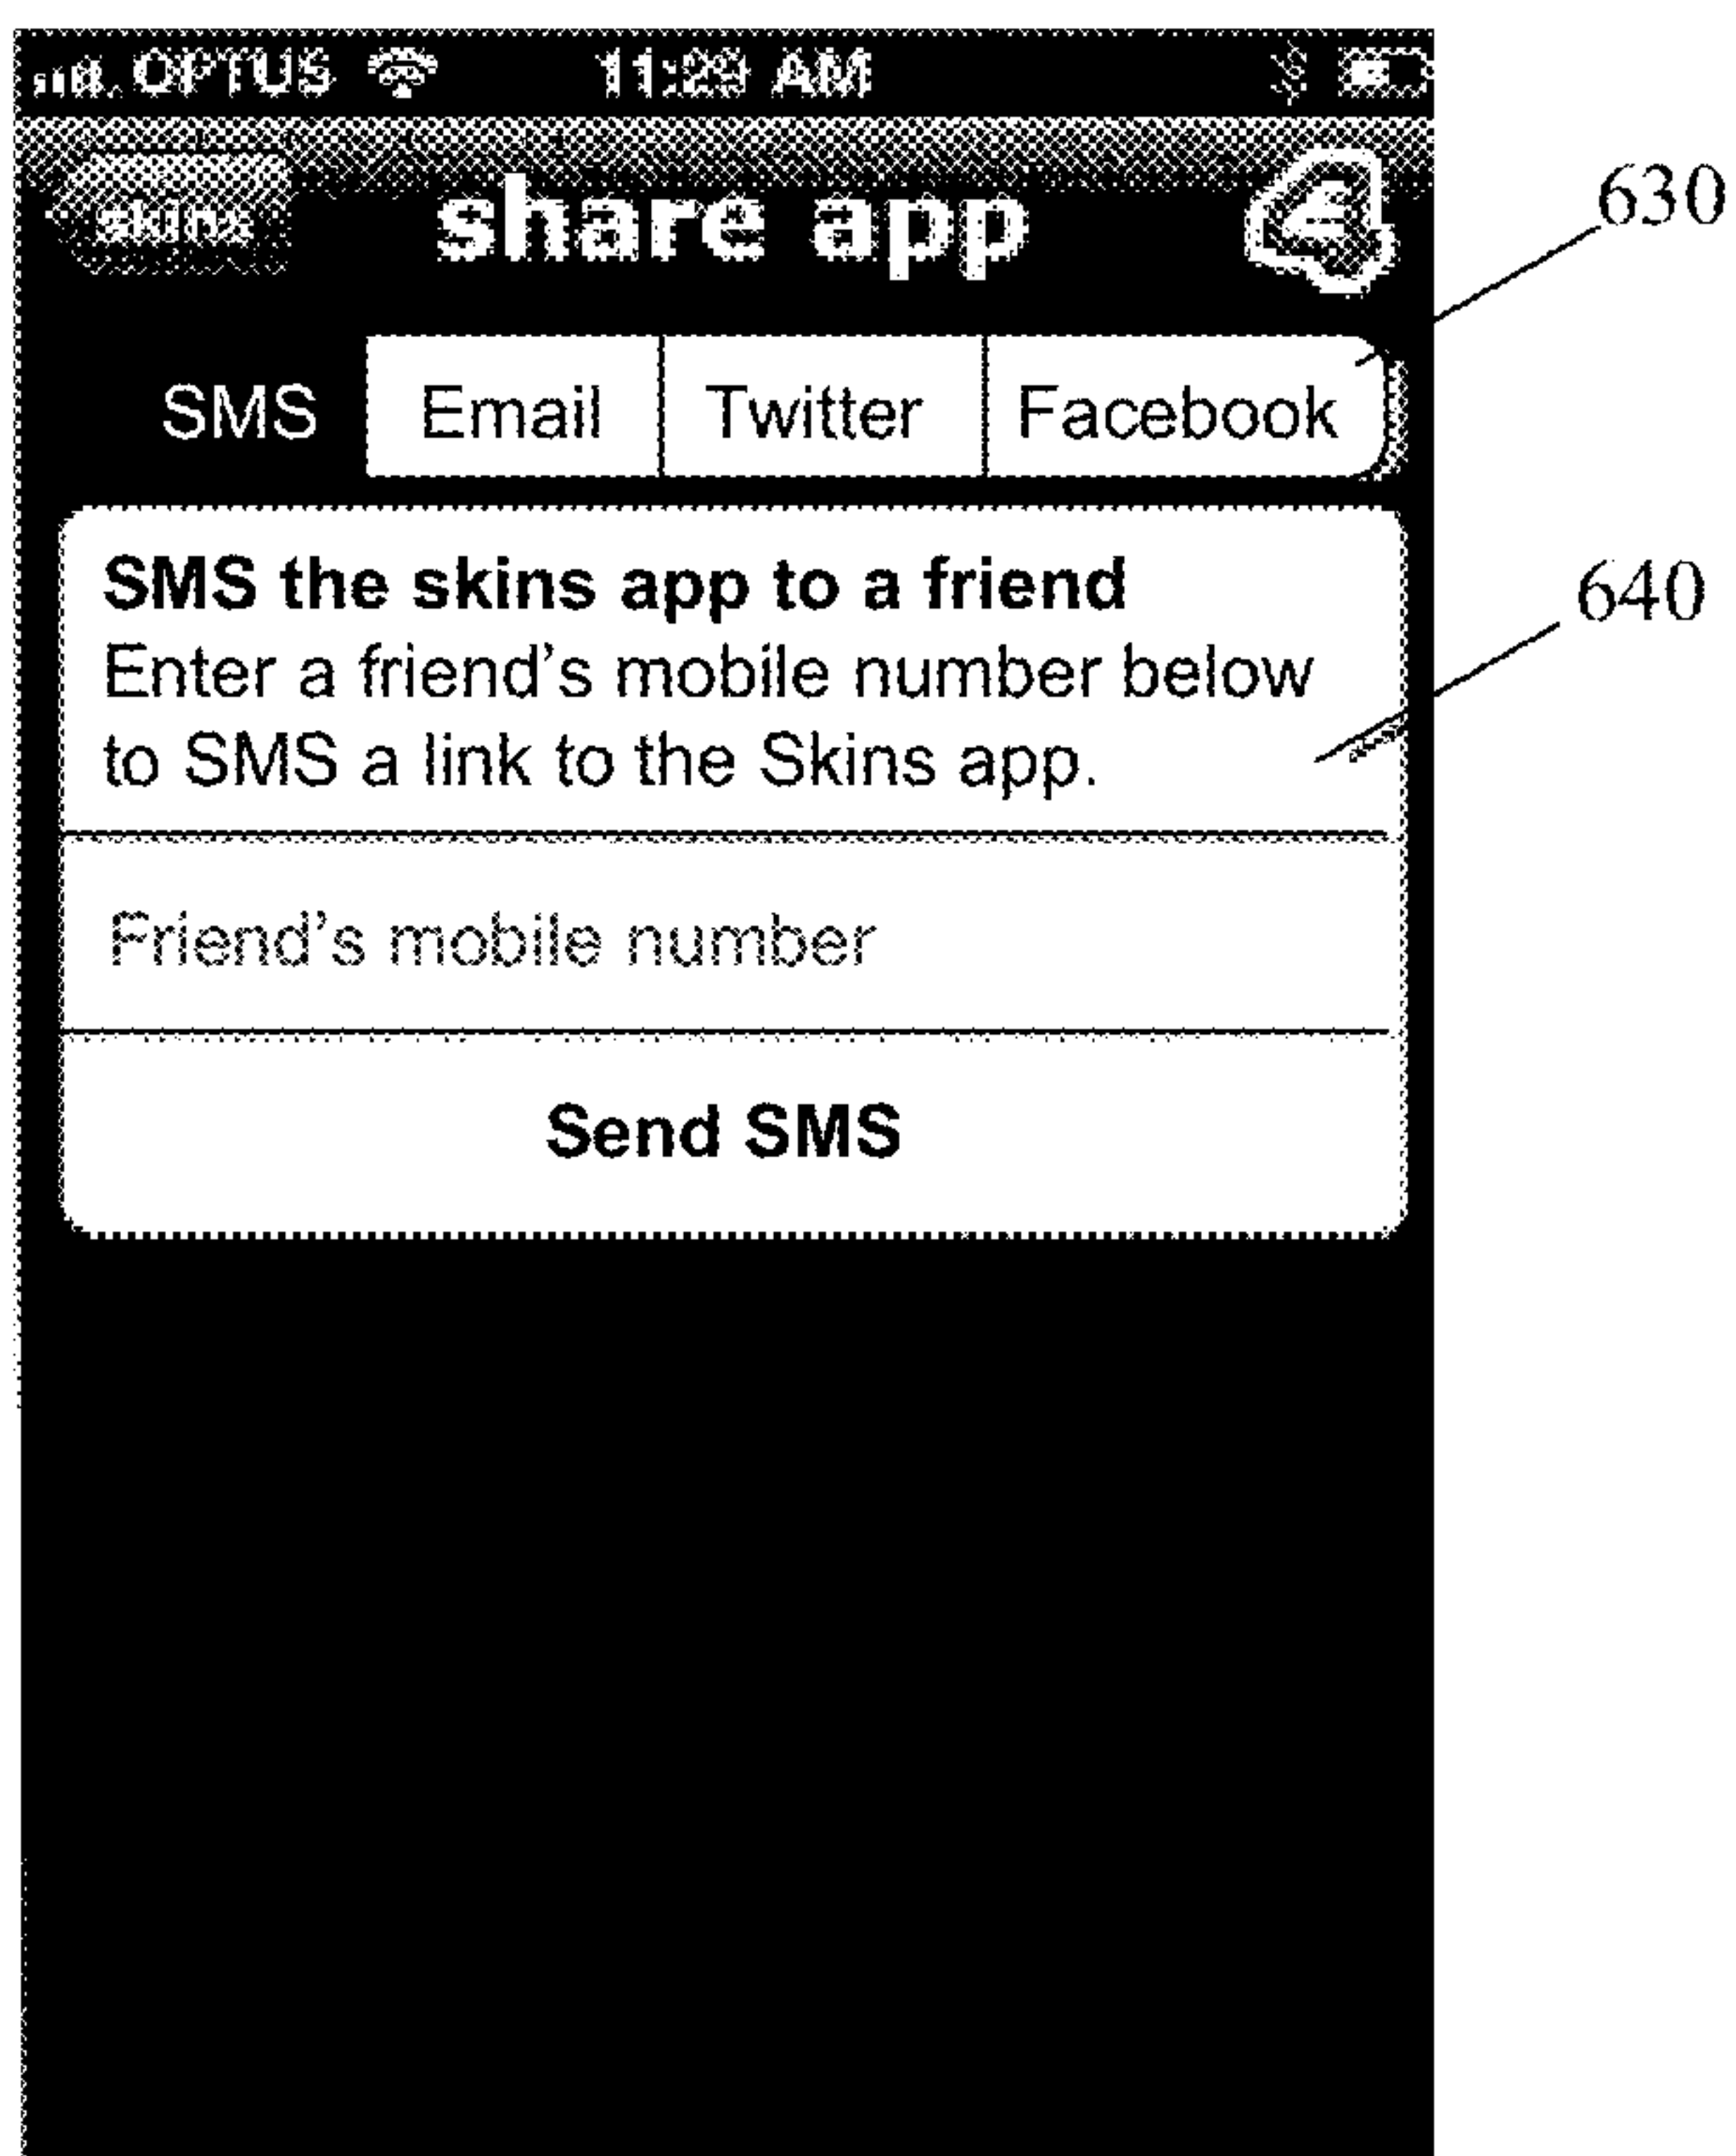 OPTUS 11:29 AM
skins share app
630
SMS Email Twitter Facebook
SMS the skins app to a friend
640
Enter a friend's mobile number below
to SMS a link to the Skins app.
Friend's mobile number
Send SMS